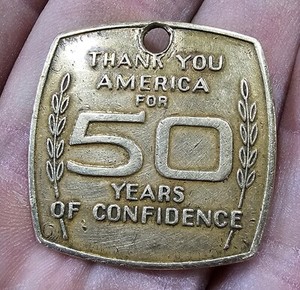 THANK YOU
AMERICA
FOR
50
YEARS
OF CONFIDENCE